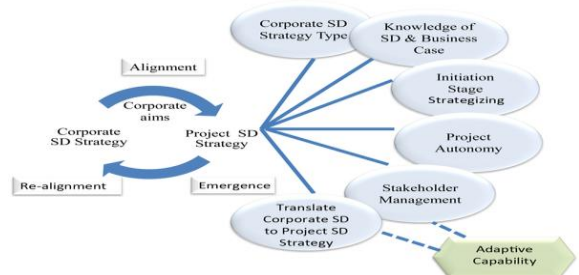 Corporate SD
Strategy Type
Knowledge of
SD & Business
Case
Alignment
Initiation
Stage
Strategizing
Corporate
aims
Corporate
SD Strategy
Project SD
Strategy
Project
Autonomy
Re-alignment
Emergence
Stakeholder
Management
Translate
Corporate SD
to Project SD
Strategy
Adaptive
Capability